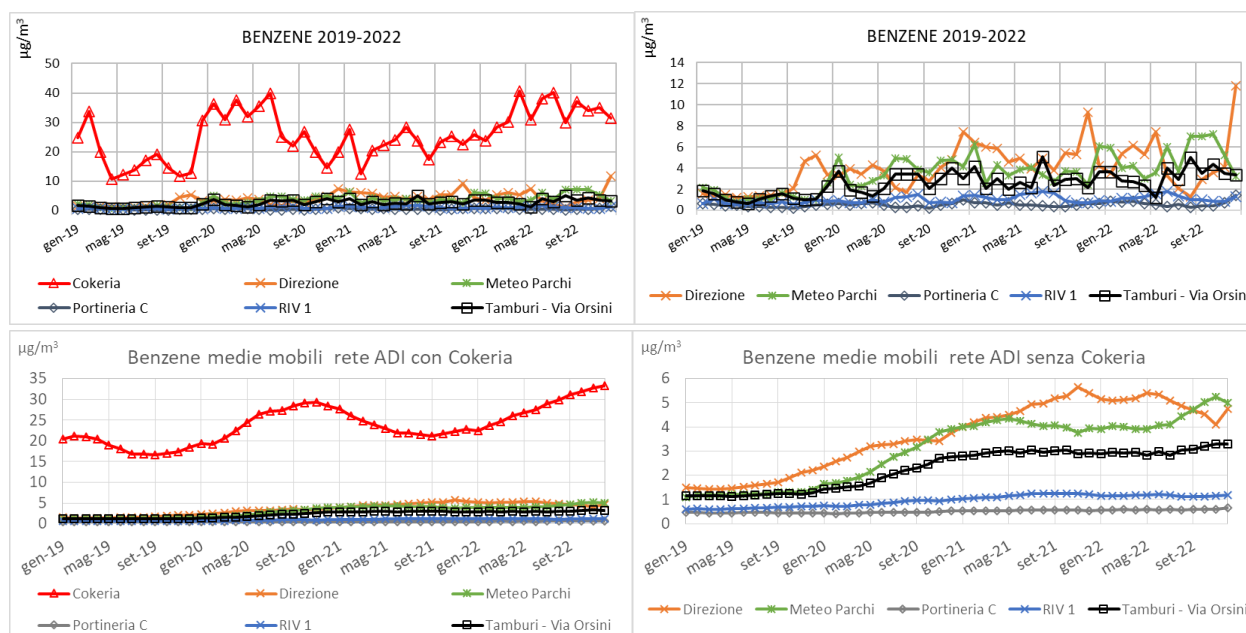 µg/m³
BENZENE 2019-2022
50
40
30
20
10
0
gen-19
mag-19
set-19
gen-20
mag-20
set-20
gen-21
mag-21
set-21
gen-22
mag-22
set-22
Cokeria
Direzione
Meteo Parchi
Portineria C
RIV 1
Tamburi - Via Orsini
µg/m³
BENZENE 2019-2022
14
12
10
8
6
4
2
0
gen-19
mag-19
set-19
gen-20
mag-20
set-20
gen-21
mag-21
set-21
gen-22
mag-22
set-22
Direzione
Meteo Parchi
Portineria C
RIV 1
Tamburi - Via Orsini
µg/m³
Benzene medie mobili rete ADI con Cokeria
35
30
25
20
15
10
5
0
gen-19
mag-19
set-19
gen-20
mag-20
set-20
gen-21
mag-21
set-21
gen-22
mag-22
set-22
Cokeria
Direzione
Meteo Parchi
Portineria C
RIV 1
Tamburi - Via Orsini
µg/m³
Benzene medie mobili rete ADI senza Cokeria
6
5
4
3
2
1
0
gen-19
mag-19
set-19
gen-20
mag-20
set-20
gen-21
mag-21
set-21
gen-22
mag-22
set-22
Direzione
Meteo Parchi
Portineria C
RIV 1
Tamburi - Via Orsini